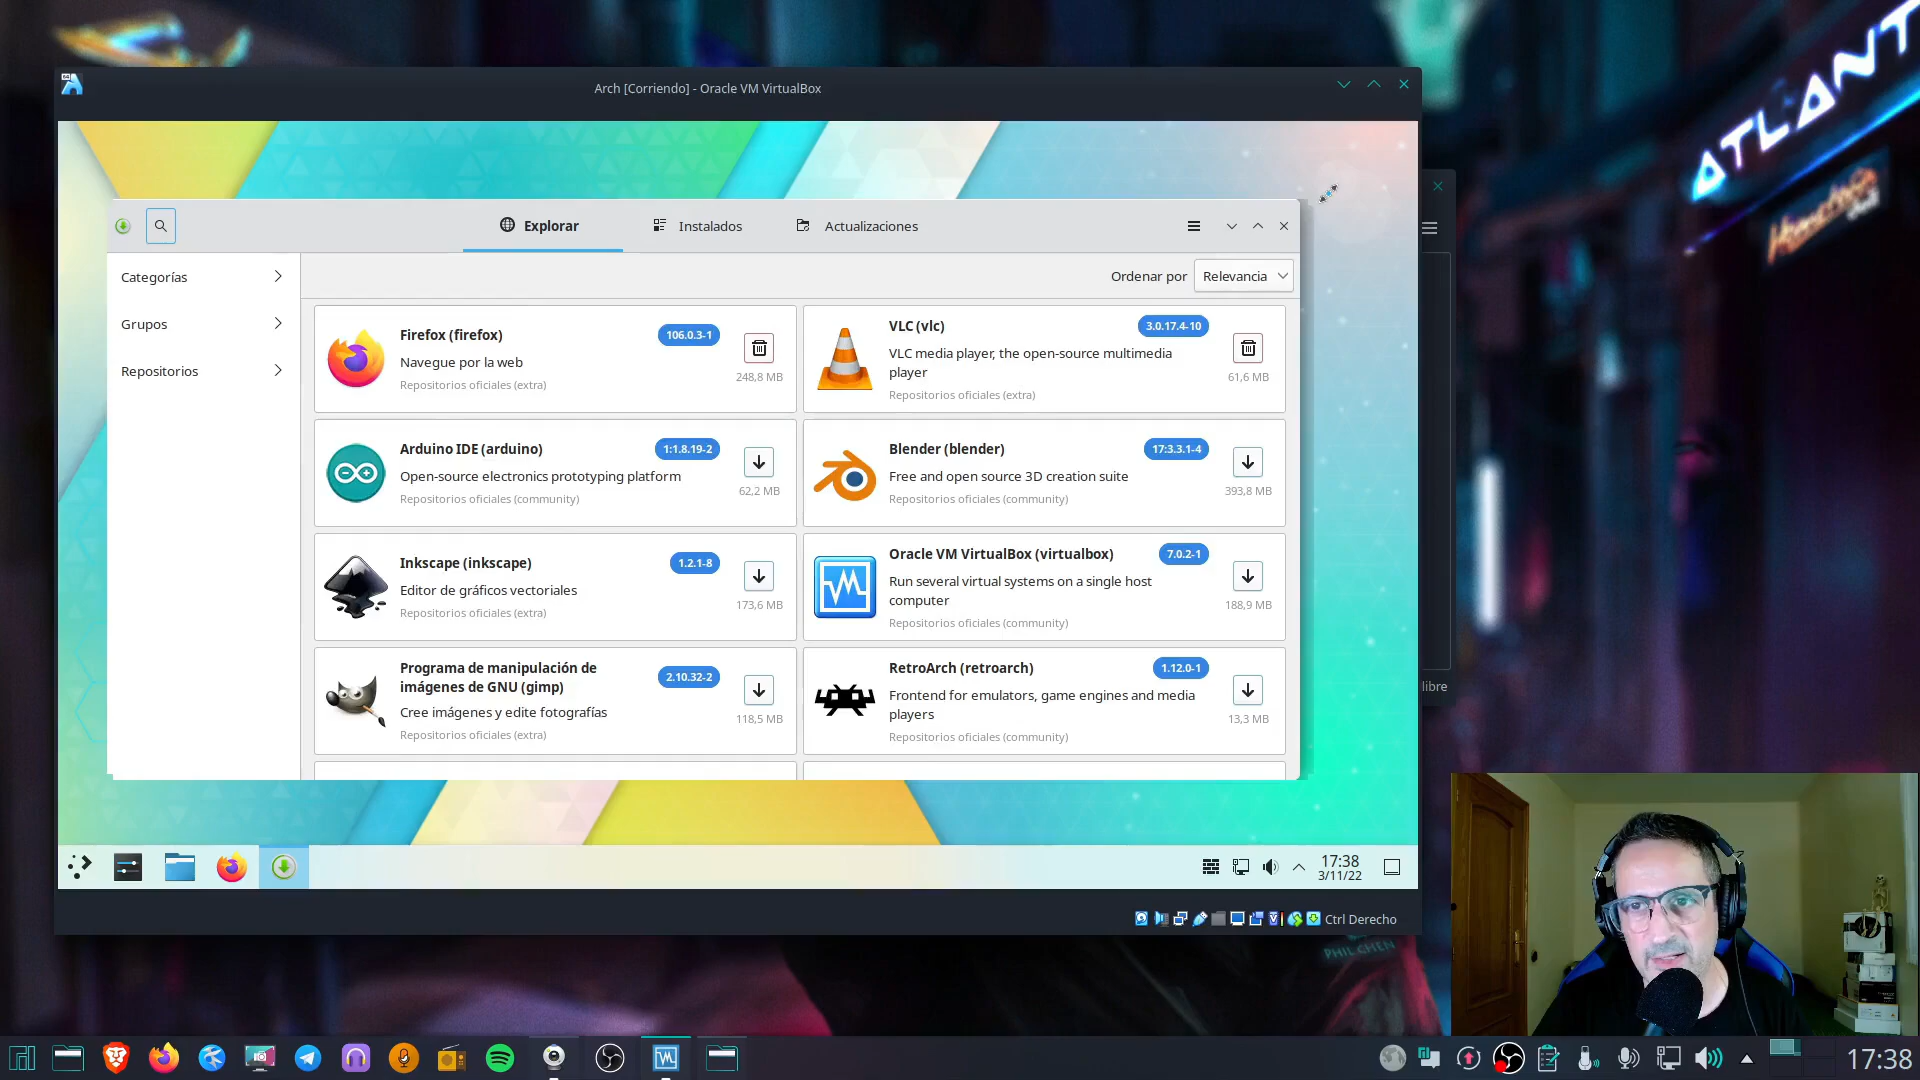 ATLANT
Arch [Corriendo] - Oracle VM VirtualBox
Explorar
Instalados
Actualizaciones
Categorías
Grupos
Repositorios
Ordenar por
Relevancia
Firefox (firefox)
106.0.3-1
Navegue por la web
Repositorios oficiales (extra)
248,8 MB
VLC (vlc)
3.0.17.4-10
VLC media player, the open-source multimedia
player
Repositorios oficiales (extra)
61,6 MB
Arduino IDE (arduino)
1:1.8.19-2
Open-source electronics prototyping platform
Repositorios oficiales (community)
62,2 MB
Blender (blender)
17:3.3.1-4
Free and open source 3D creation suite
Repositorios oficiales (community)
393,8 MB
Inkscape (inkscape)
1.2.1-8
Editor de gráficos vectoriales
Repositorios oficiales (extra)
173,6 MB
Oracle VM VirtualBox (virtualbox)
7.0.2-1
Run several virtual systems on a single host
computer
Repositorios oficiales (community)
188,9 MB
Programa de manipulación de
imágenes de GNU (gimp)
2.10.32-2
Cree imágenes y edite fotografías
Repositorios oficiales (extra)
118,5 MB
RetroArch (retroarch)
1.12.0-1
Frontend for emulators, game engines and media
players
Repositorios oficiales (community)
13,3 MB
libre
17:38
3/11/22
Ctrl Derecho
PHIL CHEN
17:38